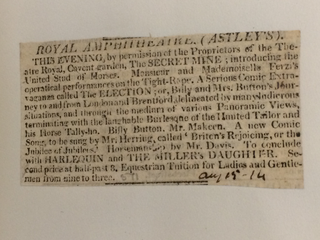 ROYAL AMPHITHEATRE. (ASTLEY'S).
THIS EVENING, by permission of the Proprietors of the The-
atre Royal, Covent-garden, The SECRET MINE; introducing the
United Stud of Horses. Monsieur and Mademoiselle
operatical performances on the Tight-Rope. A Serious Comic Extra-
vaganza called The ELECTION; or, Billy and Mrs. Button's Jour-
ney to and from London and Brentford, delineated by many ludicrous
situations, and through the medium of various Panoramic Views,
terminating with the laughable Burlesque of the Hunted Tailor and
his Horse Tallyho. Billy Button, Mr. Makeen. A new Comic
Song, to be sung by Mr. Herring, called Briton's Rejoicing, or the
Jubilee of Jubilees. Horsemanship by Mr. Davis. To conclude
with HARLEQUIN and The MILLER'S DAUGHTER. Se-
cond price at half-past 8. Equestrian Tuition for Ladies and Gentle-
men from nine to three.
Aug 15 - 14